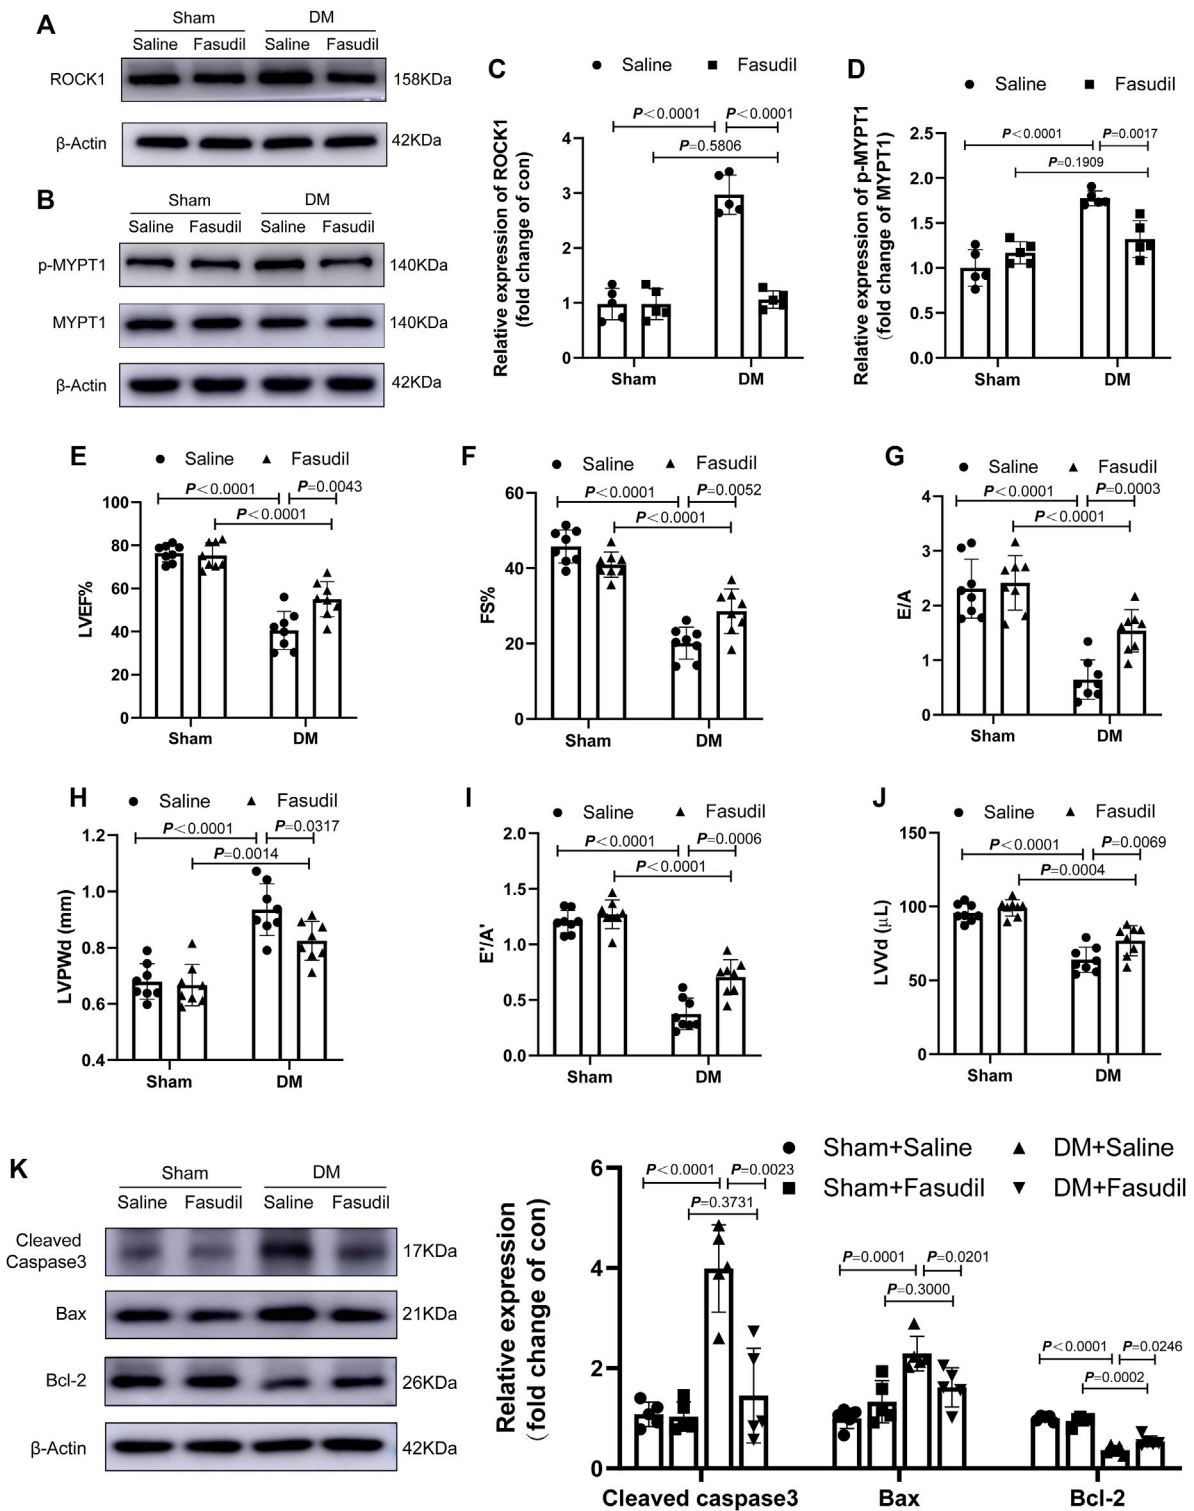 A
Sham DM
Saline Fasudil Saline Fasudil
ROCK1 158KDa
β-Actin 42KDa
B
Sham DM
Saline Fasudil Saline Fasudil
p-MYPT1 140KDa
MYPT1 140KDa
β-Actin 42KDa
C
Saline Fasudil
P<0.0001 P<0.0001
P=0.5806
Relative expression of ROCK1
(fold change of con)
4
3
2
1
0
Sham DM
D
Saline Fasudil
P<0.0001 P=0.0017
P=0.1909
Relative expression of p-MYPT1
(fold change of MYPT1)
2.5
2.0
1.5
1.0
0.5
0.0
Sham DM
E
Saline Fasudil
P<0.0001 P=0.0043
P<0.0001
LVEF%
100
80
60
40
20
0
Sham DM
F
Saline Fasudil
P<0.0001 P=0.0052
P<0.0001
FS%
60
40
20
0
Sham DM
G
Saline Fasudil
P<0.0001 P=0.0003
P<0.0001
E/A
4
3
2
1
0
Sham DM
H
Saline Fasudil
P<0.0001 P=0.0317
P=0.0014
LVPWd (mm)
1.2
1.0
0.8
0.6
0.4
Sham DM
I
Saline Fasudil
P<0.0001 P=0.0006
P<0.0001
E'/A'
2.0
1.5
1.0
0.5
0.0
Sham DM
J
Saline Fasudil
P<0.0001 P=0.0069
P=0.0004
LVVd (μL)
150
100
50
0
Sham DM
K
Sham DM
Saline Fasudil Saline Fasudil
Cleaved
Caspase3 17KDa
Bax 21KDa
Bcl-2 26KDa
β-Actin 42KDa
Sham+Saline DM+Saline
Sham+Fasudil DM+Fasudil
P<0.0001 P=0.0023
P=0.3731
P=0.0001 P=0.0201
P=0.3000
P<0.0001 P=0.0246
P=0.0002
Relative expression
(fold change of con)
6
4
2
0
Cleaved caspase3 Bax Bcl-2